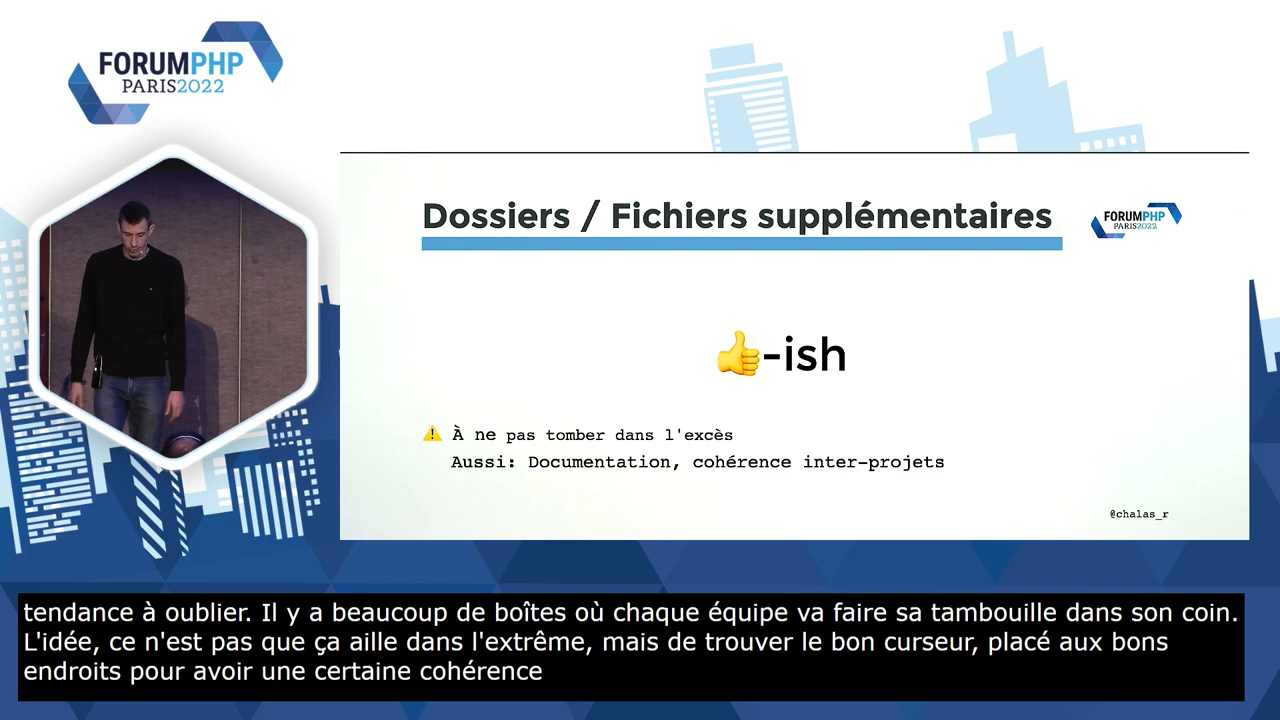 FORUMPHP
PARIS2022
Dossiers / Fichiers supplémentaires
FORUMPHP
PARIS2022
👍-ish
⚠️ À ne pas tomber dans l'excès
Aussi: Documentation, cohérence inter-projets
@chalas_r
tendance à oublier. Il y a beaucoup de boîtes où chaque équipe va faire sa tambouille dans son coin.
L'idée, ce n'est pas que ça aille dans l'extrême, mais de trouver le bon curseur, placé aux bons
endroits pour avoir une certaine cohérence